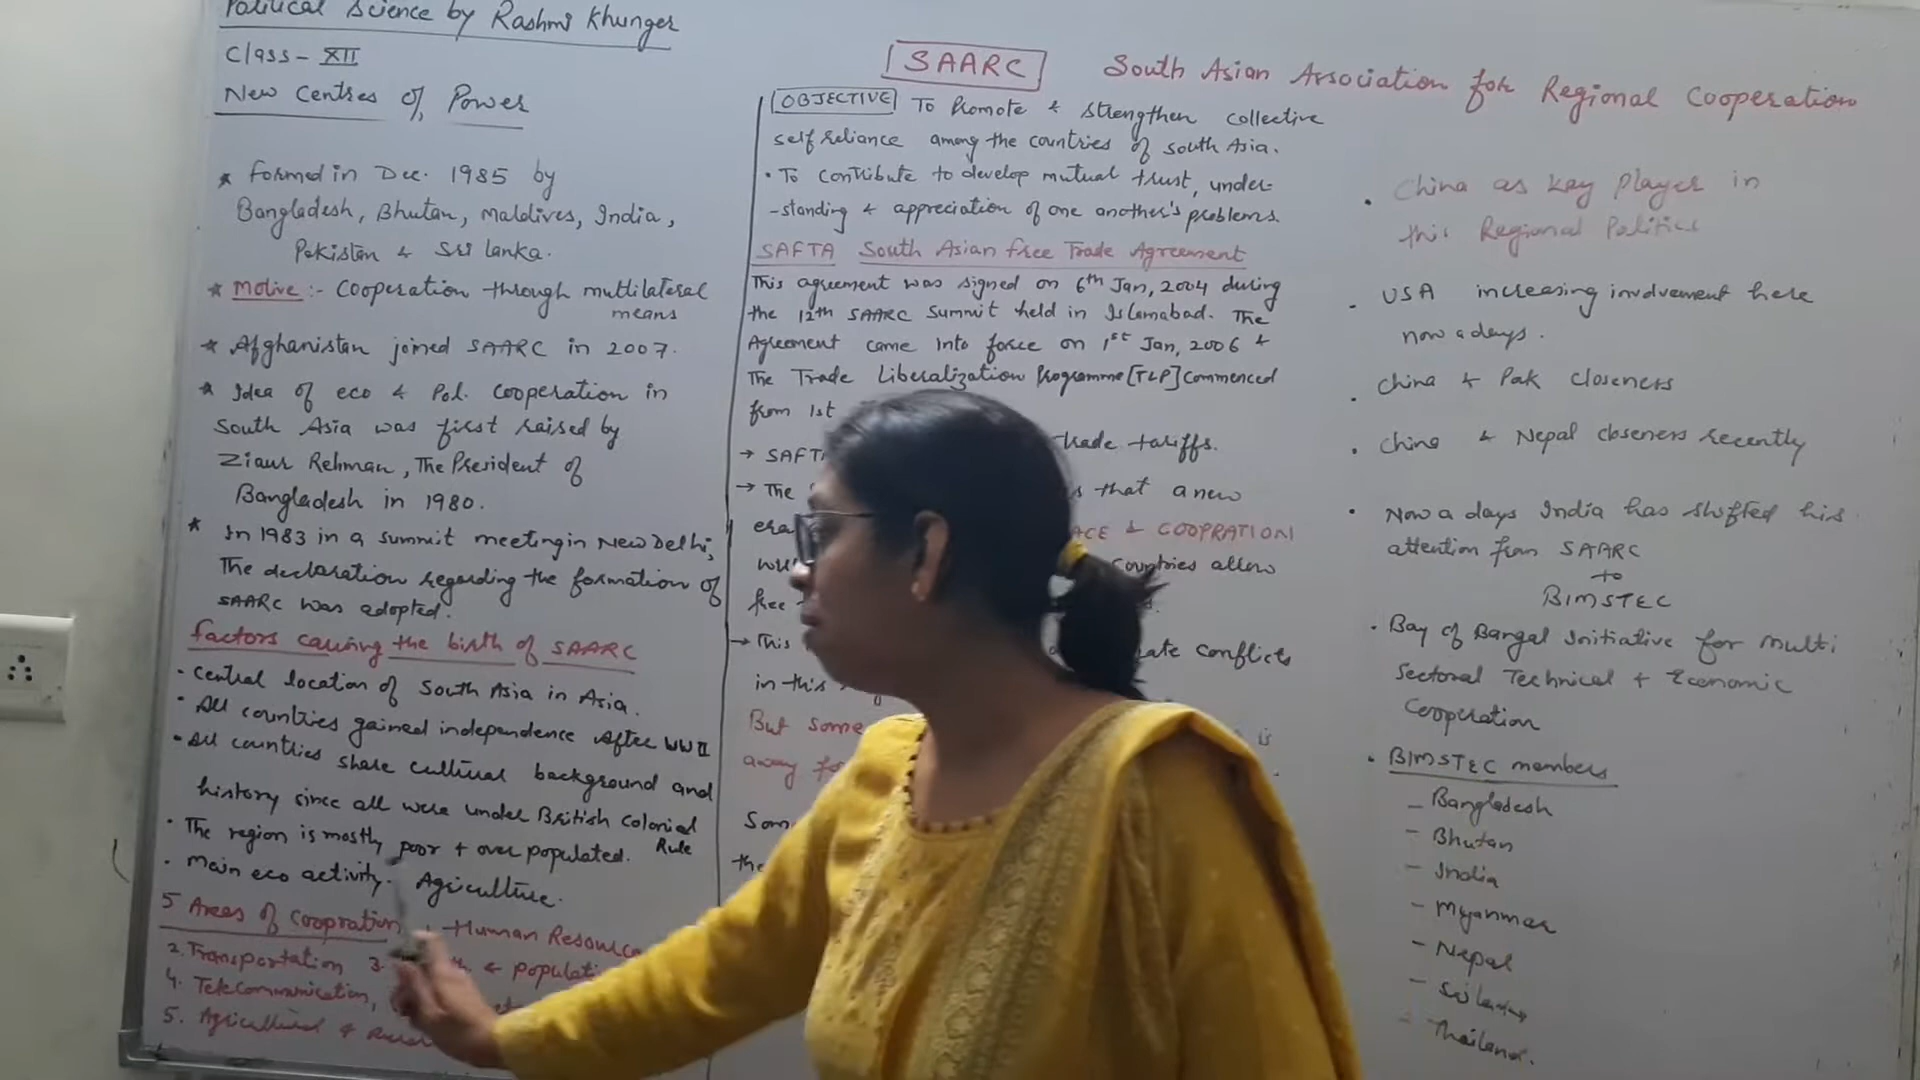 Political Science by Rashmi Khunger
Class - XII
New Centres of Power
* Formed in Dec. 1985 by
Bangladesh, Bhutan, Maldives, India,
Pakistan & Sri lanka.
* Motive :- Cooperation through multilateral
means
* Afghanistan joined SAARC in 2007.
* Idea of eco & Pol. cooperation in
South Asia was first raised by
Ziaur Rehman, The President of
Bangladesh in 1980.
* In 1983 in a summit meeting in New Delhi,
The declaration regarding the formation of
SAARC was adopted.
Factors causing the birth of SAARC
· Central location of South Asia in Asia.
· All countries gained independence After WW II
· All countries share cultural background and
history since all were under British Colonial
Rule
· The region is mostly poor & over populated.
· Main eco activity. Agriculture.
5 Areas of Coopration Human Resource
2. Transportation 3. & populati
4. Telecommunication,
5. Agricultural &
SAARC South Asian Association for Regional Cooperation
OBJECTIVE To Promote & strengthen collective
self reliance among the countries of South Asia.
· To contribute to develop mutual trust, under-
-standing & appreciation of one another's problems.
SAFTA South Asian Free Trade Agreement
This agreement was signed on 6th Jan, 2004 during
the 12th SAARC Summit held in Islamabad. The
Agreement came into force on 1st Jan, 2006 &
The Trade Liberalization Programme [TLP] commenced
from 1st
→ SAFT trade tariffs.
→ The that a new
era ACE & COOPRATION
countries allow
free
→ This conflicts
in this
But some is
away fo
Som
the
· China as key player in
this Regional Politics
· USA increasing involvement here
now a days.
· China & Pak closeness
· China & Nepal closeness recently
· Now a days India has shifted his
attention from SAARC
to
BIMSTEC
· Bay of Bangal Initiative for Multi
Sectoral Technical & Economic
Cooperation
· BIMSTEC members
- Bangladesh
- Bhutan
- India
- Myanmar
- Nepal
- Sri lanka
- Thailand.